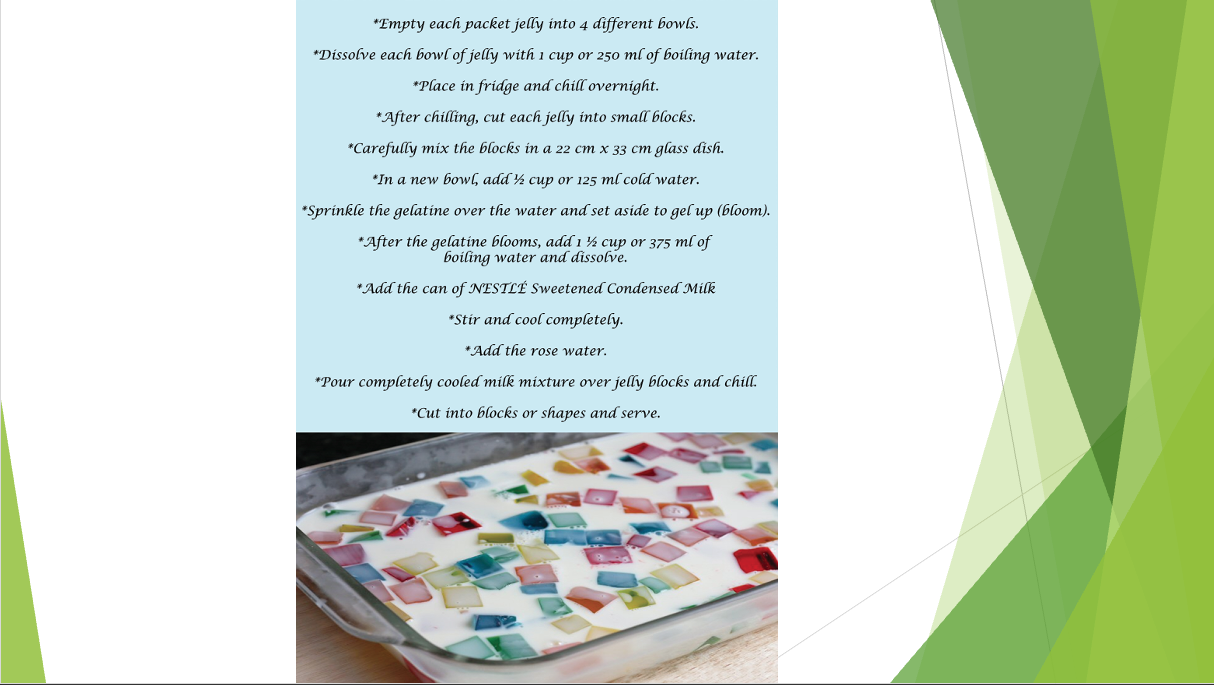 *Empty each packet jelly into 4 different bowls.
*Dissolve each bowl of jelly with 1 cup or 250 ml of boiling water.
*Place in fridge and chill overnight.
*After chilling, cut each jelly into small blocks.
*Carefully mix the blocks in a 22 cm x 33 cm glass dish.
*In a new bowl, add ½ cup or 125 ml cold water.
*Sprinkle the gelatine over the water and set aside to gel up (bloom).
*After the gelatine blooms, add 1 ½ cup or 375 ml of
boiling water and dissolve.
*Add the can of NESTLÉ Sweetened Condensed Milk
*Stir and cool completely.
*Add the rose water.
*Pour completely cooled milk mixture over jelly blocks and chill.
*Cut into blocks or shapes and serve.